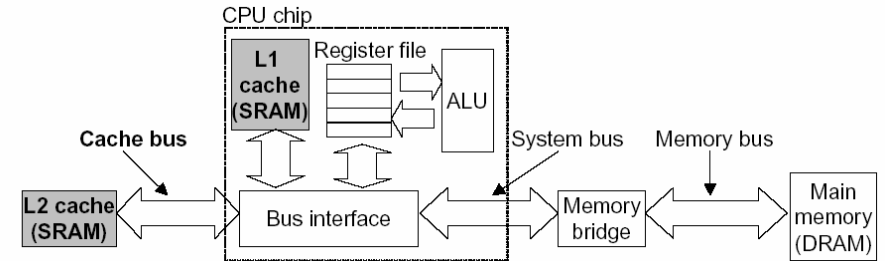 CPU chip
L1
cache
(SRAM)
Register file
ALU
Cache bus
System bus
Memory bus
L2 cache
(SRAM)
Bus interface
Memory
bridge
Main
memory
(DRAM)